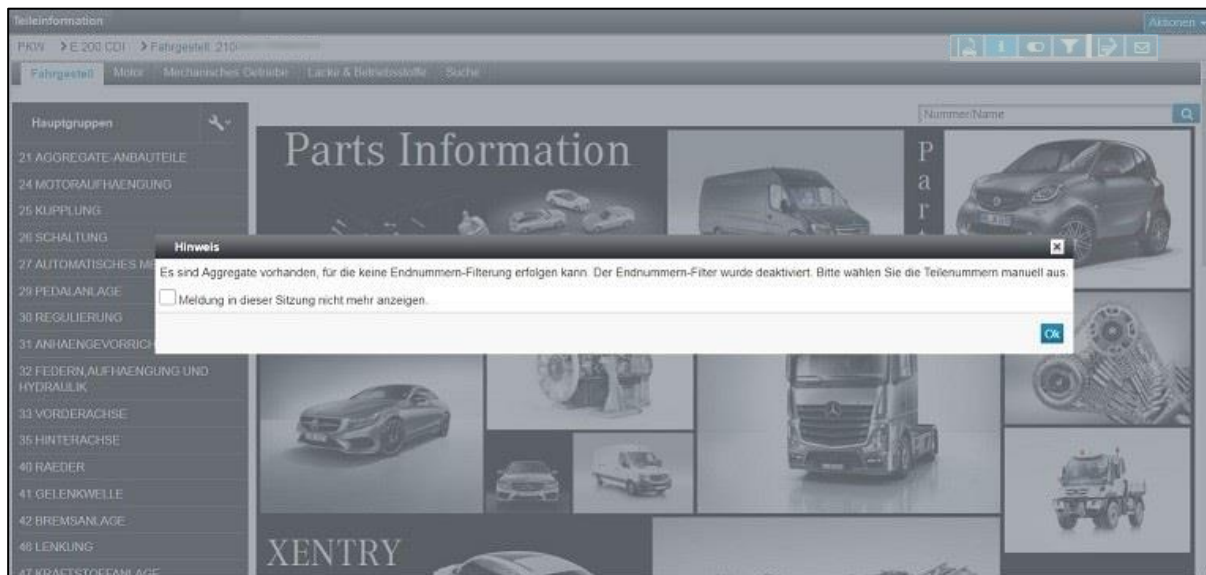 Teileinformation
Aktionen
PKW > E 200 CDI > Fahrgestell: 210
Fahrgestell Motor Mechanisches Getriebe Lacke & Betriebsstoffe Suche
Hauptgruppen
Nummer/Name
21 AGGREGATE-ANBAUTEILE
24 MOTORAUFHAENGUNG
25 KUPPLUNG
26 SCHALTUNG
27 AUTOMATISCHES ME
29 PEDALANLAGE
30 REGULIERUNG
31 ANHAENGEVORRICH
32 FEDERN,AUFHAENGUNG UND
HYDRAULIK
33 VORDERACHSE
35 HINTERACHSE
40 RAEDER
41 GELENKWELLE
42 BREMSANLAGE
46 LENKUNG
47 KRAFTSTOFFANLAGE
Parts Information
P
a
r
Hinweis
Es sind Aggregate vorhanden, für die keine Endnummern-Filterung erfolgen kann. Der Endnummern-Filter wurde deaktiviert. Bitte wählen Sie die Teilenummern manuell aus.
Meldung in dieser Sitzung nicht mehr anzeigen.
Ok
XENTRY